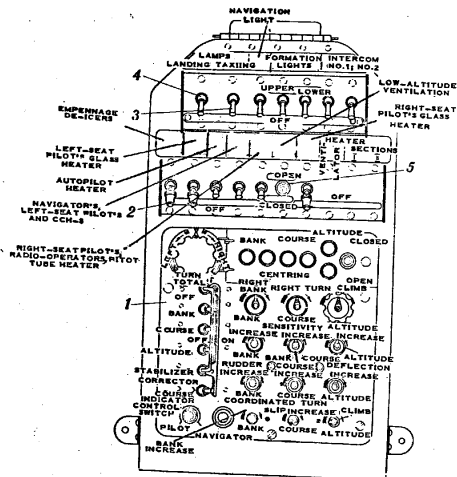 NAVIGATION
LIGHT
LAMPS
LANDING TAXIING
FORMATION
LIGHTS
INTERCOM
NO.1; NO.2
4
UPPER LOWER
LOW-ALTITUDE
VENTILATION
3
OFF
RIGHT-SEAT
PILOT'S GLASS
HEATER
EMPENNAGE
DE-ICERS
LEFT-SEAT
PILOT'S GLASS
HEATER
VENTI-
LATOR
HEATER
SECTIONS
AUTOPILOT
HEATER
OPEN
5
NAVIGATOR'S,
LEFT-SEAT PILOT'S
AND CCH-S
2
OFF
CLOSED
OFF
RIGHT-SEAT PILOT'S,
RADIO-OPERATOR'S, PITOT-
TUBE HEATER
BANK
COURSE
ALTITUDE
CLOSED
CENTRING
OPEN
TURN
TOTAL
RIGHT
BANK
RIGHT TURN
CLIMB
1
OFF
BANK
BANK
COURSE
ALTITUDE
SENSITIVITY
COURSE
INCREASE
INCREASE
INCREASE
OFF
ON
ALTITUDE
BANK
COURSE
ALTITUDE
RUDDER
DEFLECTION
STABILIZER
INCREASE
INCREASE
INCREASE
CORRECTOR
BANK
COURSE
ALTITUDE
COURSE
INDICATOR
CONTROL
SWITCH
COORDINATED TURN
SLIP
INCREASE
CLIMB
PILOT
NAVIGATOR
BANK
COURSE
ALTITUDE
BANK
INCREASE